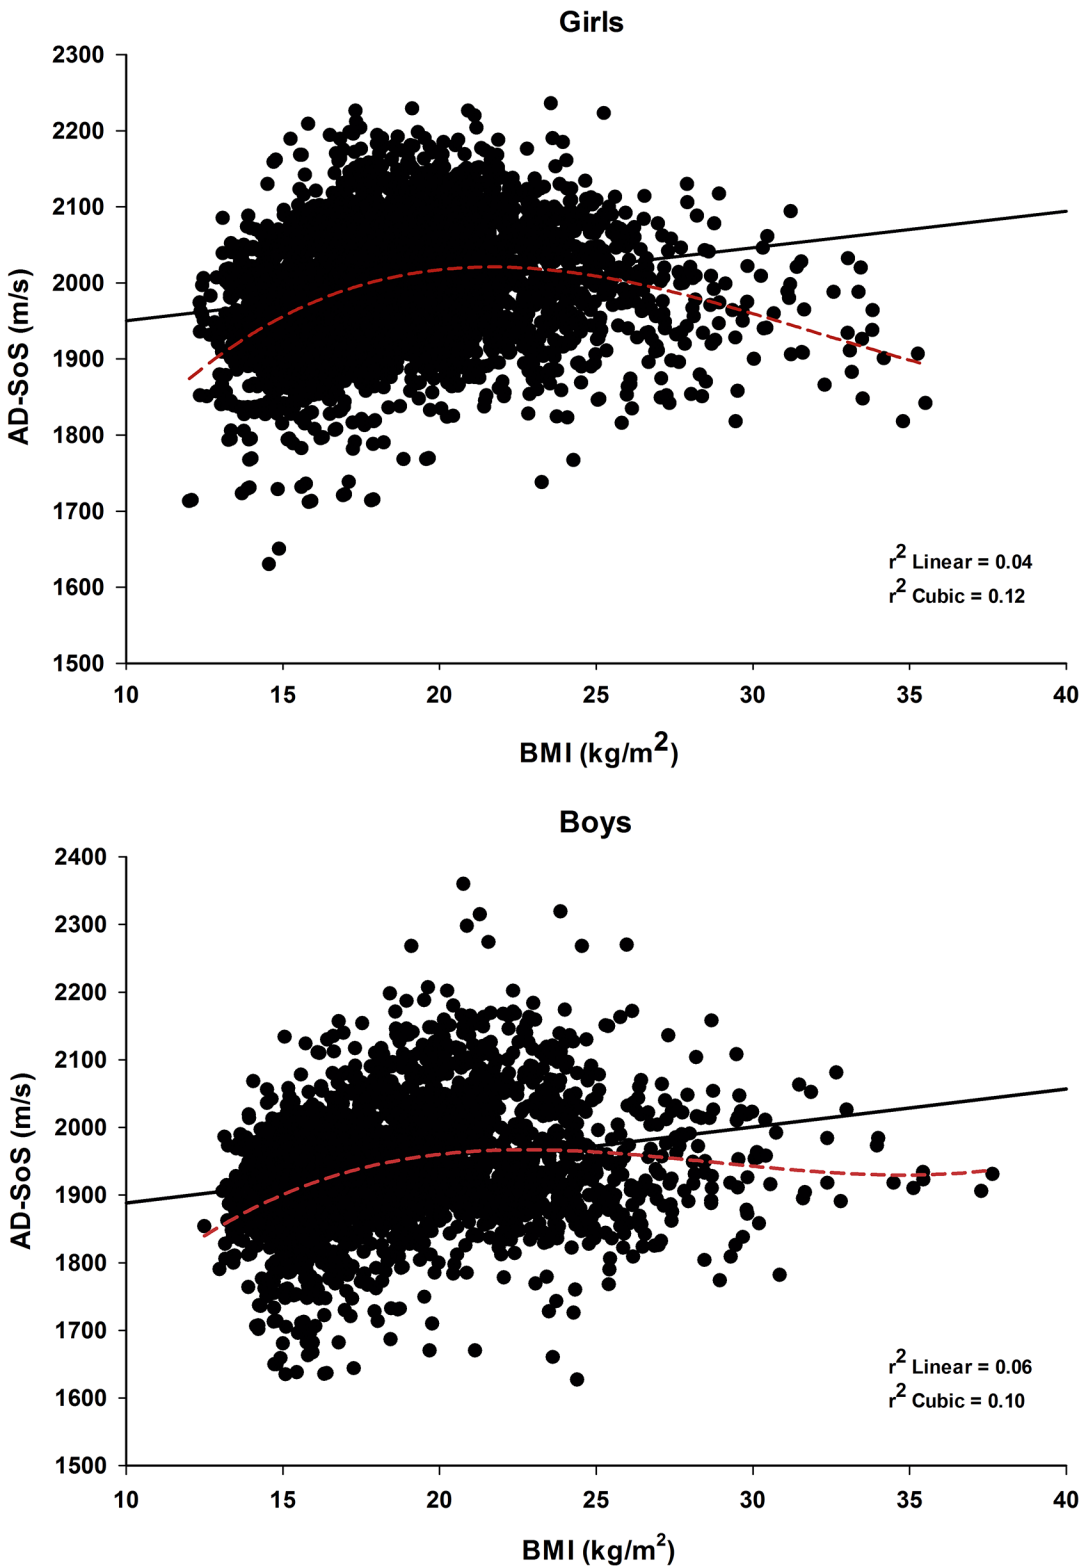 Girls
2300
2200
2100
2000
1900
1800
1700
1600
1500
AD-SoS (m/s)
r² Linear = 0.04
r² Cubic = 0.12
10 15 20 25 30 35 40
BMI (kg/m²)
Boys
2400
2300
2200
2100
2000
1900
1800
1700
1600
1500
AD-SoS (m/s)
r² Linear = 0.06
r² Cubic = 0.10
10 15 20 25 30 35 40
BMI (kg/m²)